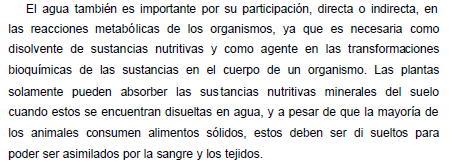 El agua también es importante por su participación, directa o indirecta, en
las reacciones metabólicas de los organismos, ya que es necesaria como
disolvente de sustancias nutritivas y como agente en las transformaciones
bioquímicas de las sustancias en el cuerpo de un organismo. Las plantas
solamente pueden absorber las sustancias nutritivas minerales del suelo
cuando estos se encuentran disueltas en agua, y a pesar de que la mayoría de
los animales consumen alimentos sólidos, estos deben ser di sueltos para
poder ser asimilados por la sangre y los tejidos.